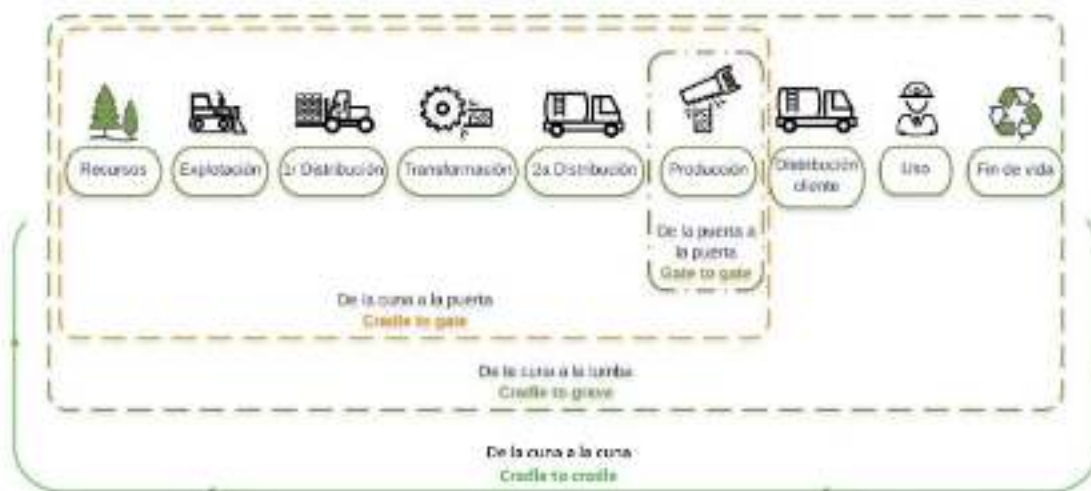 Recursos
Explotación
1r Distribución
Transformación
2a Distribución
Producción
Distribución
cliente
Uso
Fin de vida
De la puerta a
la puerta
Gate to gate
De la cuna a la puerta
Cradle to gate
De la cuna a la tumba
Cradle to grave
De la cuna a la cuna
Cradle to cradle